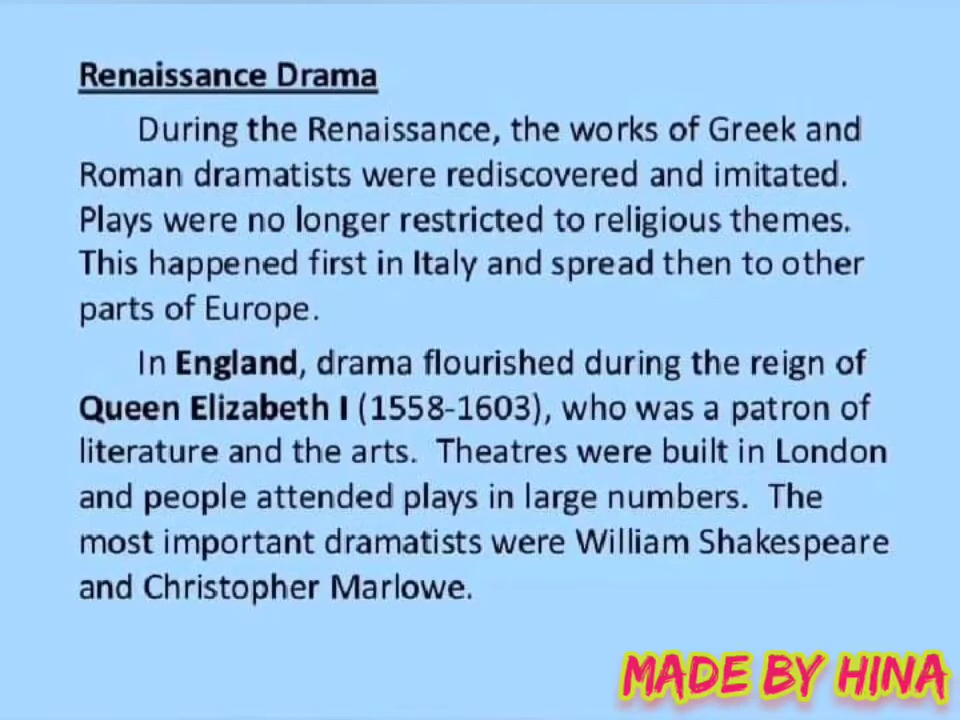 Renaissance Drama
During the Renaissance, the works of Greek and
Roman dramatists were rediscovered and imitated.
Plays were no longer restricted to religious themes.
This happened first in Italy and spread then to other
parts of Europe.
In England, drama flourished during the reign of
Queen Elizabeth I (1558-1603), who was a patron of
literature and the arts.  Theatres were built in London
and people attended plays in large numbers.  The
most important dramatists were William Shakespeare
and Christopher Marlowe.
MADE BY HINA